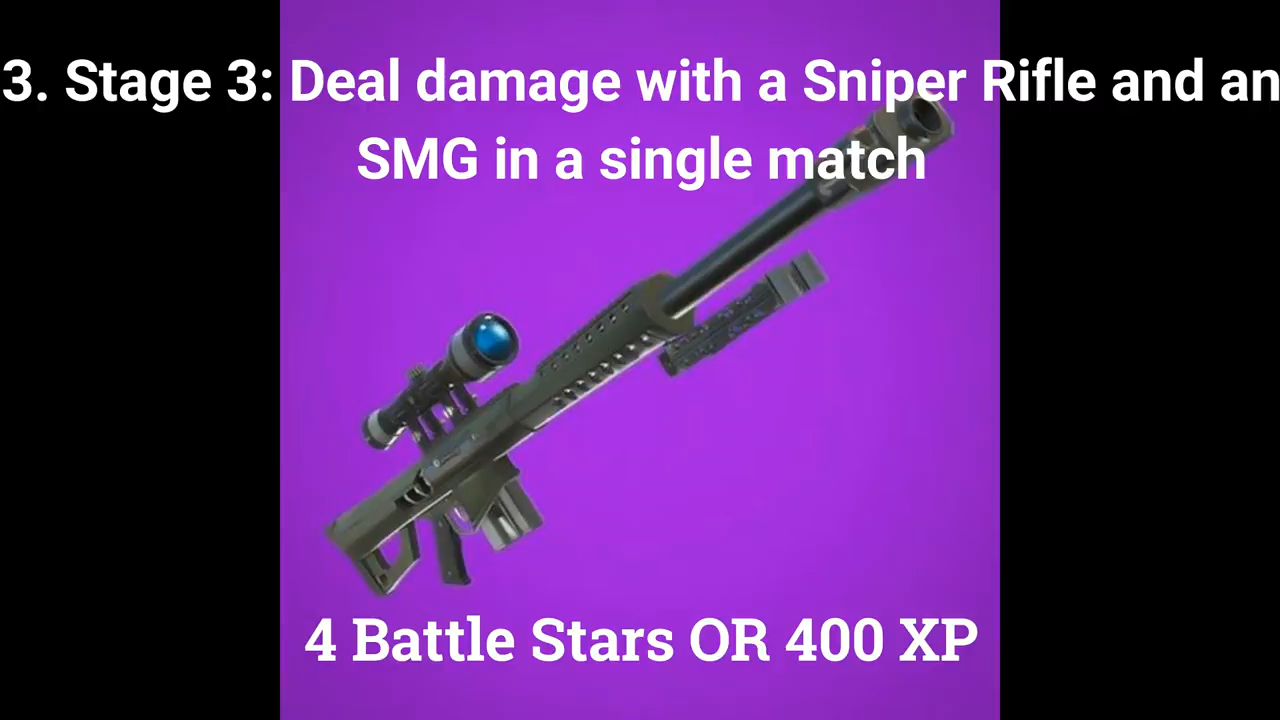 3. Stage 3: Deal damage with a Sniper Rifle and an
SMG in a single match
4 Battle Stars OR 400 XP